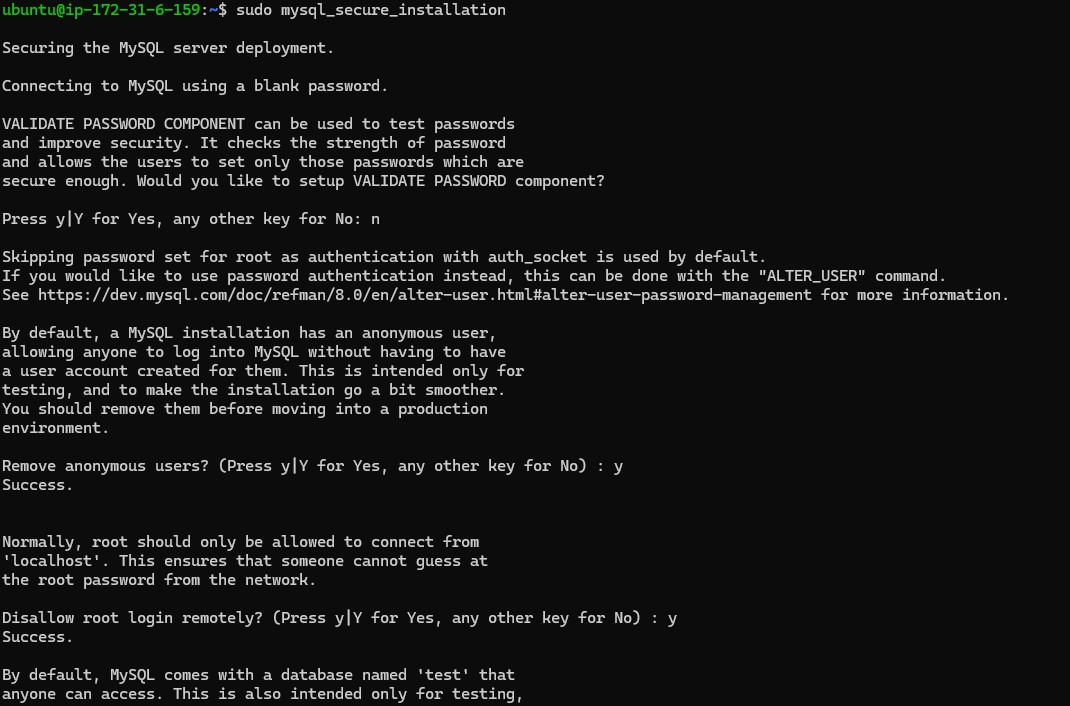 ubuntu@ip-172-31-6-159:~$ sudo mysql_secure_installation
Securing the MySQL server deployment.
Connecting to MySQL using a blank password.
VALIDATE PASSWORD COMPONENT can be used to test passwords
and improve security. It checks the strength of password
and allows the users to set only those passwords which are
secure enough. Would you like to setup VALIDATE PASSWORD component?
Press y|Y for Yes, any other key for No: n
Skipping password set for root as authentication with auth_socket is used by default.
If you would like to use password authentication instead, this can be done with the "ALTER_USER" command.
See https://dev.mysql.com/doc/refman/8.0/en/alter-user.html#alter-user-password-management for more information.
By default, a MySQL installation has an anonymous user,
allowing anyone to log into MySQL without having to have
a user account created for them. This is intended only for
testing, and to make the installation go a bit smoother.
You should remove them before moving into a production
environment.
Remove anonymous users? (Press y|Y for Yes, any other key for No) : y
Success.
Normally, root should only be allowed to connect from
'localhost'. This ensures that someone cannot guess at
the root password from the network.
Disallow root login remotely? (Press y|Y for Yes, any other key for No) : y
Success.
By default, MySQL comes with a database named 'test' that
anyone can access. This is also intended only for testing,